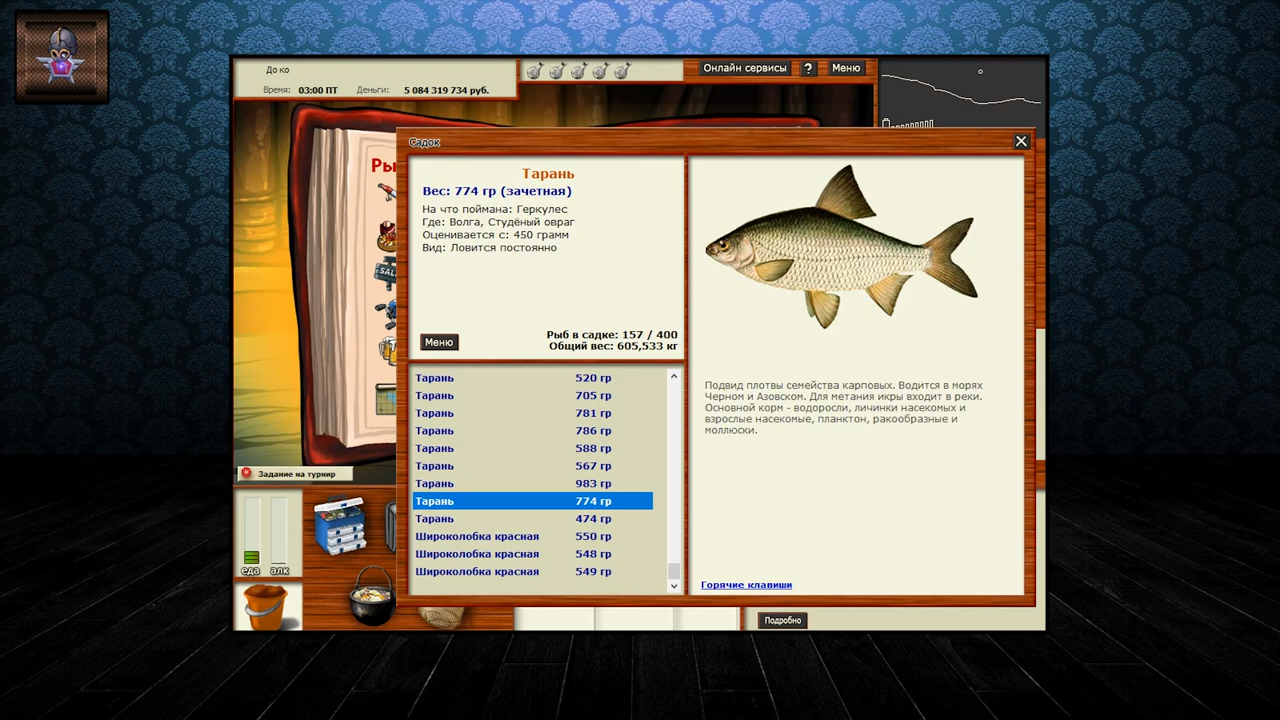 До ко
Время: 03:00 ПТ Деньги: 5 084 319 734 руб.
Онлайн сервисы ? Меню
Садок
Ры
Тарань
Вес: 774 гр (зачетная)
На что поймана: Геркулес
Где: Волга, Студёный овраг
Оценивается с: 450 грамм
Вид: Ловится постоянно
Меню
Рыб в садке: 157 / 400
Общий вес: 605,533 кг
Тарань 520 гр
Тарань 705 гр
Тарань 781 гр
Тарань 786 гр
Тарань 588 гр
Тарань 567 гр
Тарань 983 гр
Тарань 774 гр
Тарань 474 гр
Широколобка красная 550 гр
Широколобка красная 548 гр
Широколобка красная 549 гр
Подвид плотвы семейства карповых. Водится в морях
Черном и Азовском. Для метания икры входит в реки.
Основной корм - водоросли, личинки насекомых и
взрослые насекомые, планктон, ракообразные и
моллюски.
Горячие клавиши
SAL
Задание на турнир
еда алк
Подробно